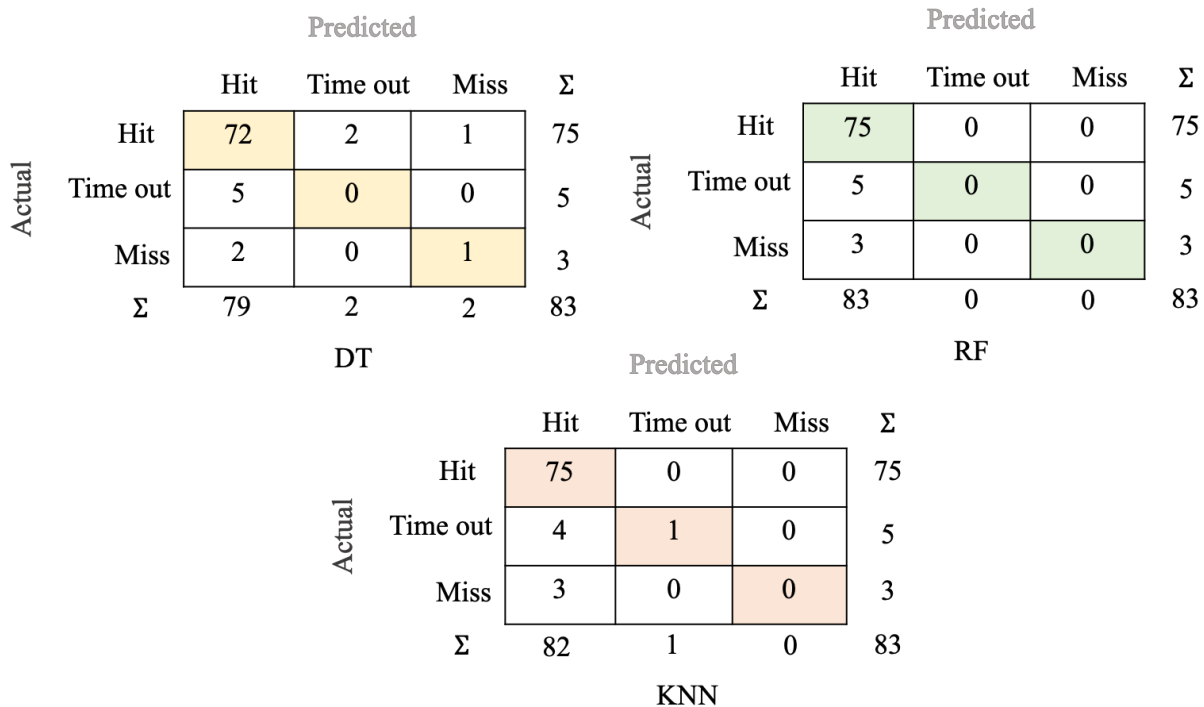 Predicted
Hit Time out Miss Σ
Actual
Hit 72 2 1 75
Time out 5 0 0 5
Miss 2 0 1 3
Σ 79 2 2 83
DT
Predicted
Hit Time out Miss Σ
Actual
Hit 75 0 0 75
Time out 5 0 0 5
Miss 3 0 0 3
Σ 83 0 0 83
RF
Predicted
Hit Time out Miss Σ
Actual
Hit 75 0 0 75
Time out 4 1 0 5
Miss 3 0 0 3
Σ 82 1 0 83
KNN